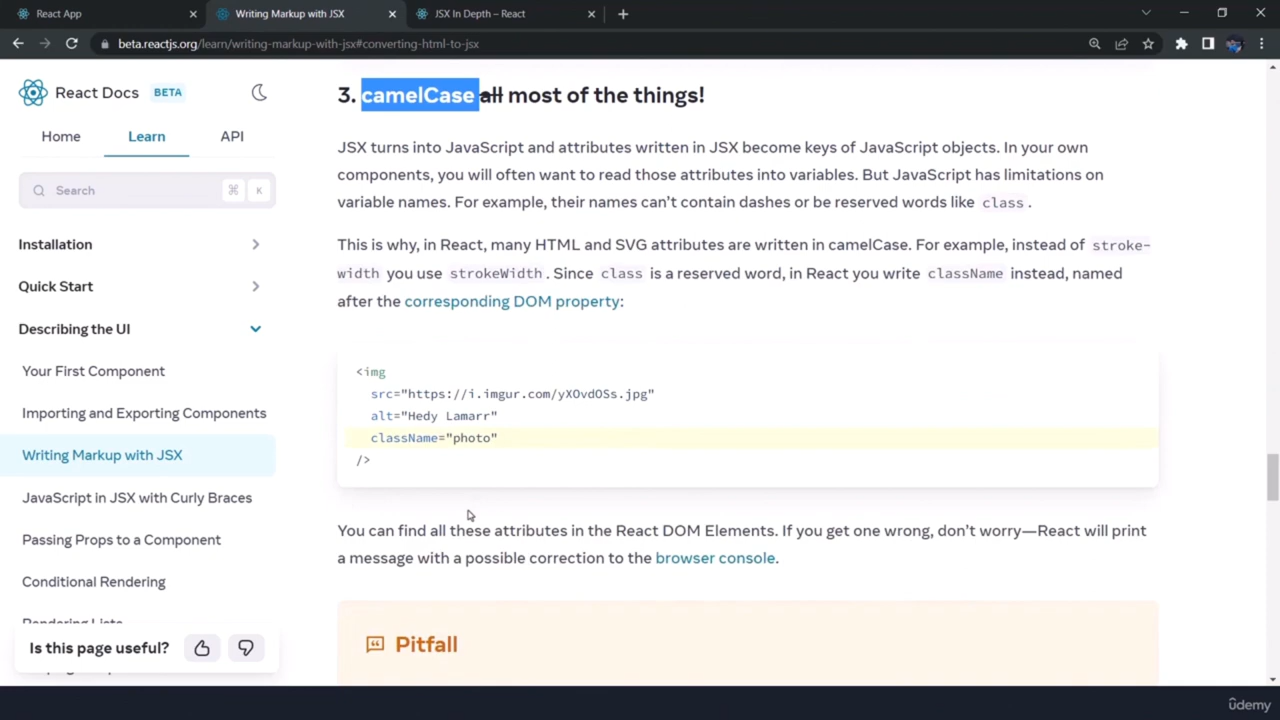 React App
Writing Markup with JSX
JSX In Depth – React
beta.reactjs.org/learn/writing-markup-with-jsx#converting-html-to-jsx
React Docs BETA
Home Learn API
Search ⌘ K
Installation
Quick Start
Describing the UI
Your First Component
Importing and Exporting Components
Writing Markup with JSX
JavaScript in JSX with Curly Braces
Passing Props to a Component
Conditional Rendering
Rendering Lists
Is this page useful?
3. camelCase all most of the things!
JSX turns into JavaScript and attributes written in JSX become keys of JavaScript objects. In your own
components, you will often want to read those attributes into variables. But JavaScript has limitations on
variable names. For example, their names can’t contain dashes or be reserved words like class.
This is why, in React, many HTML and SVG attributes are written in camelCase. For example, instead of stroke-
width you use strokeWidth. Since class is a reserved word, in React you write className instead, named
after the corresponding DOM property:
<img
src="https://i.imgur.com/yXOvdOSs.jpg"
alt="Hedy Lamarr"
className="photo"
/>
You can find all these attributes in the React DOM Elements. If you get one wrong, don’t worry—React will print
a message with a possible correction to the browser console.
Pitfall
ûdemy